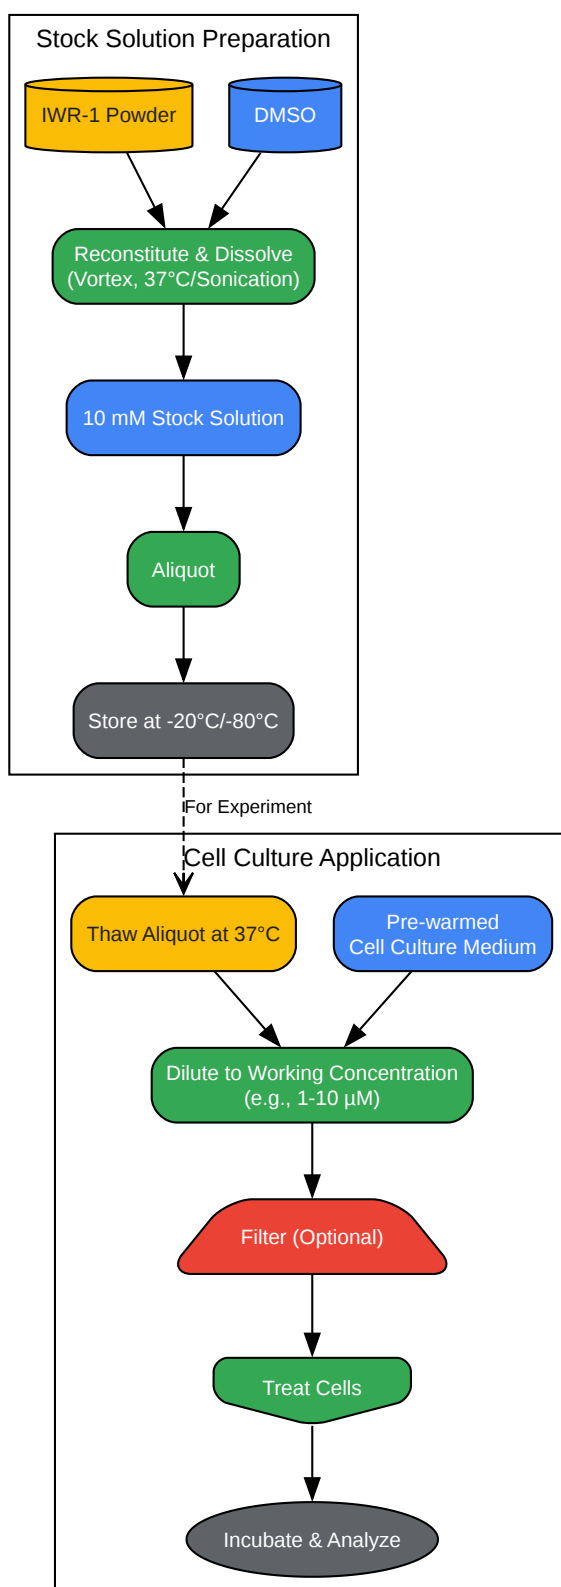 Stock Solution Preparation
IWR-1 Powder
DMSO
Reconstitute & Dissolve
(Vortex, 37°C/Sonication)
10 mM Stock Solution
Aliquot
Store at -20°C/-80°C
For Experiment
Cell Culture Application
Thaw Aliquot at 37°C
Pre-warmed
Cell Culture Medium
Dilute to Working Concentration
(e.g., 1-10 µM)
Filter (Optional)
Treat Cells
Incubate & Analyze